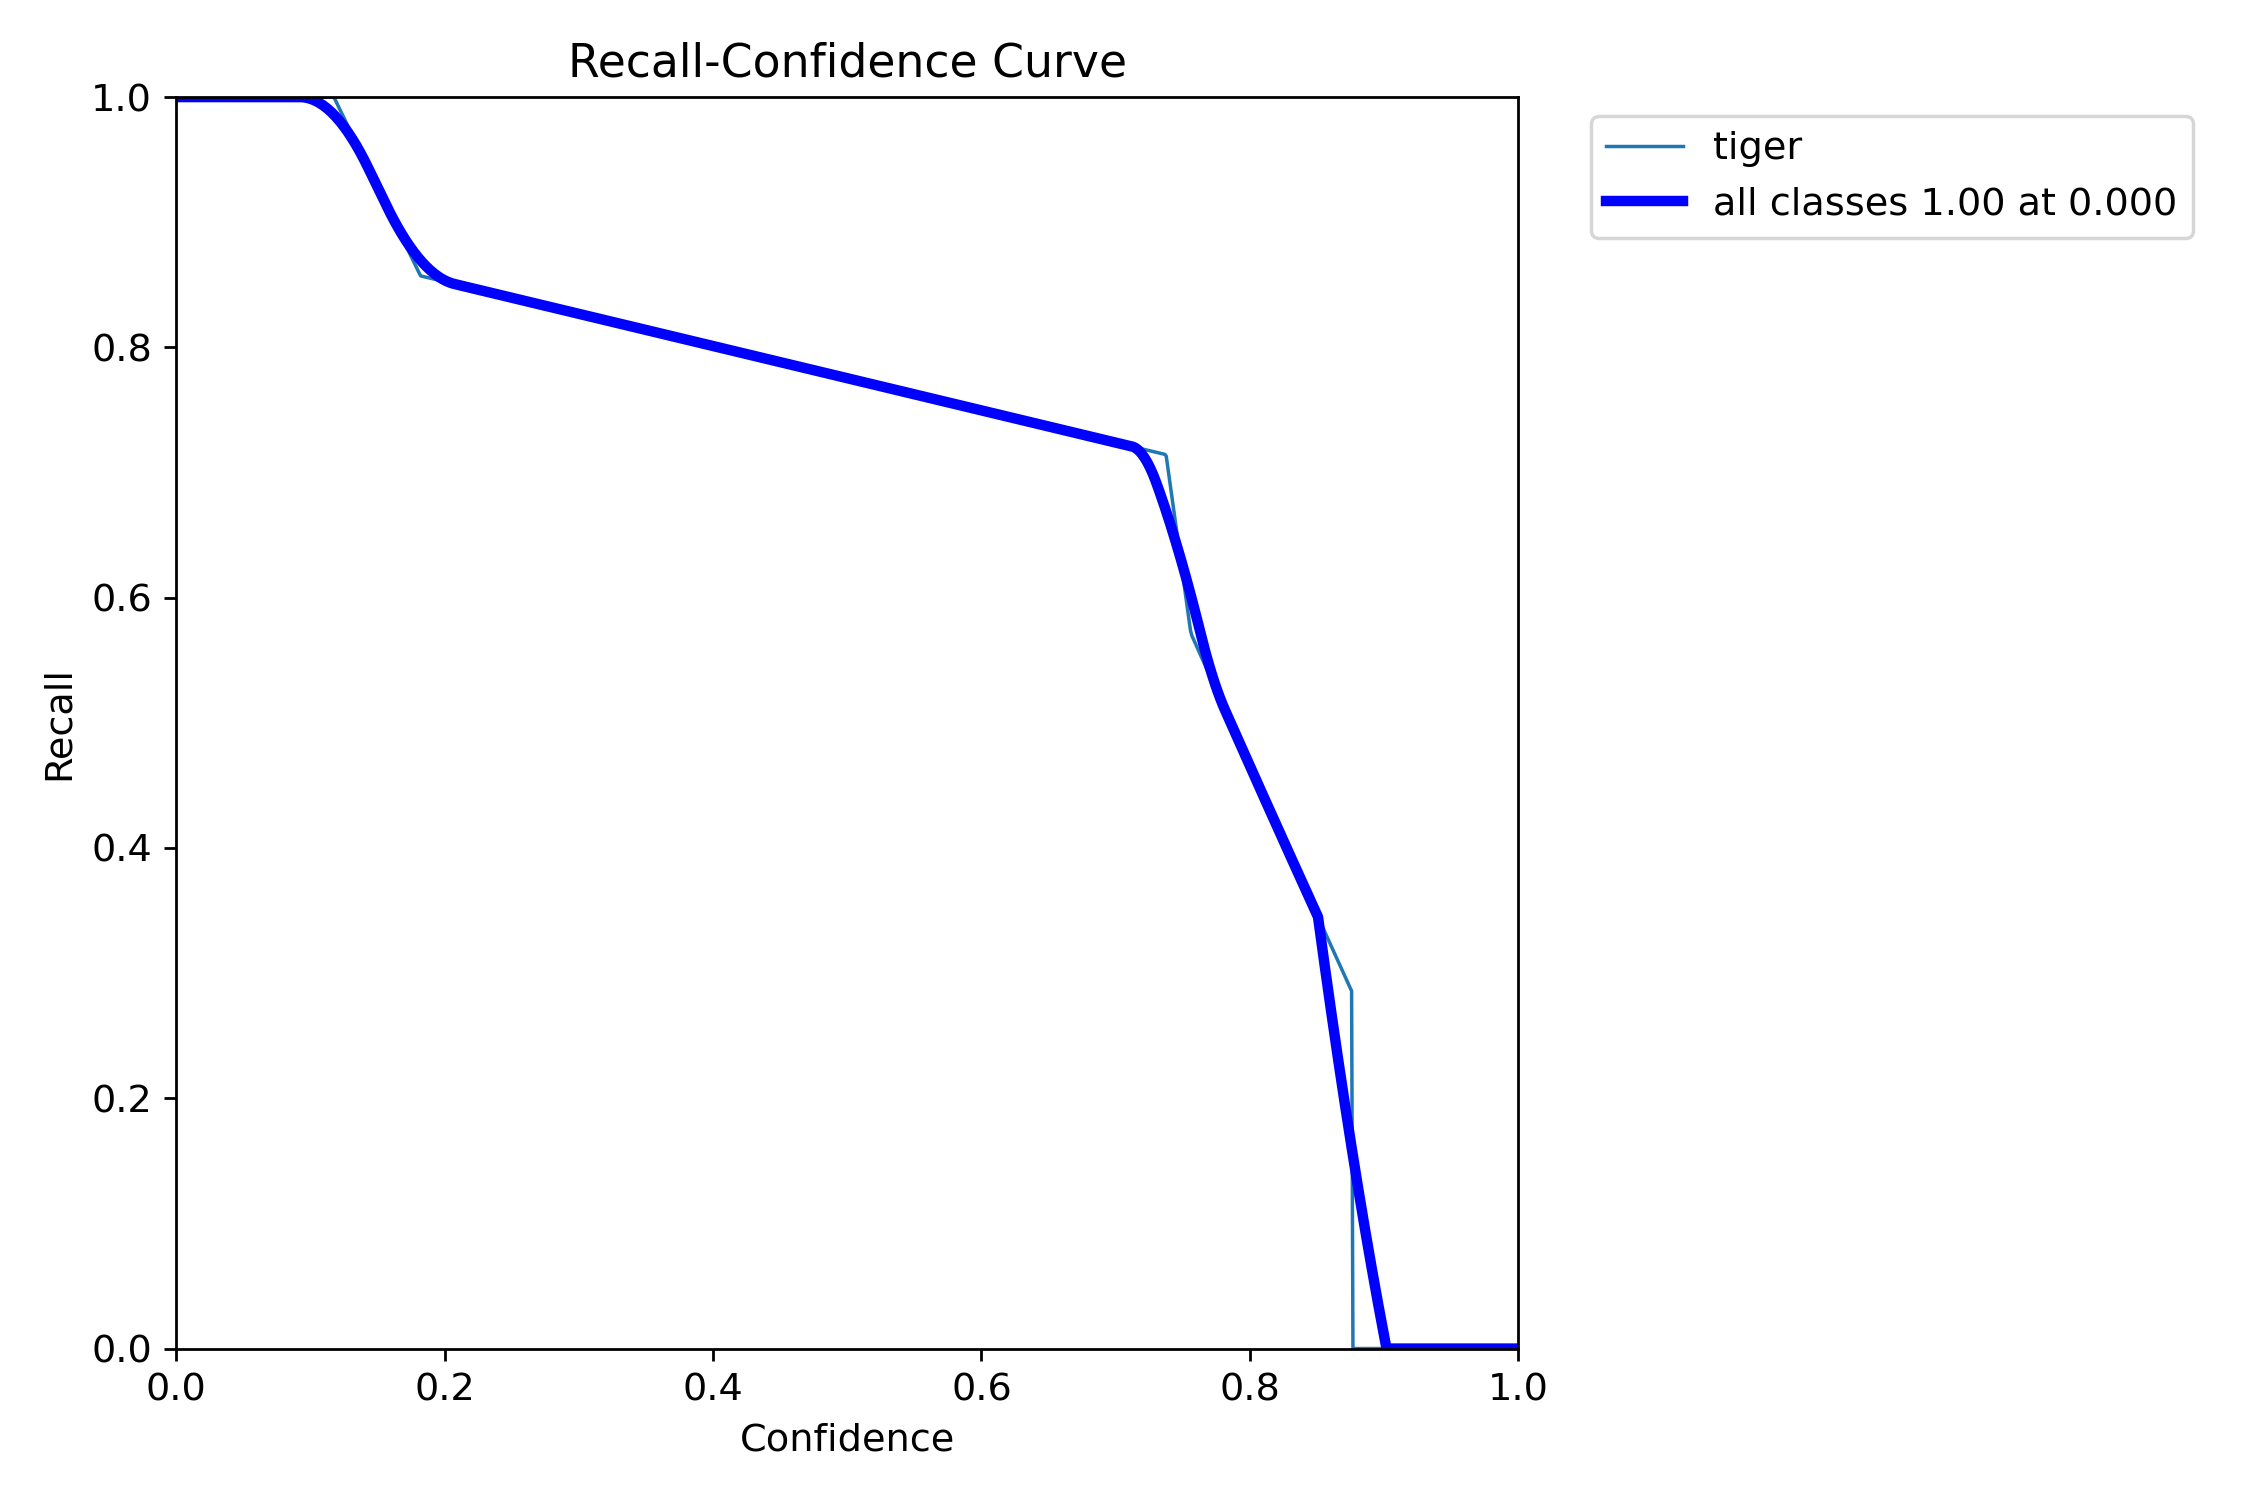 Recall-Confidence Curve
1.0
0.8
0.6
0.4
0.2
0.0
Recall
0.0 0.2 0.4 0.6 0.8 1.0
Confidence
tiger
all classes 1.00 at 0.000